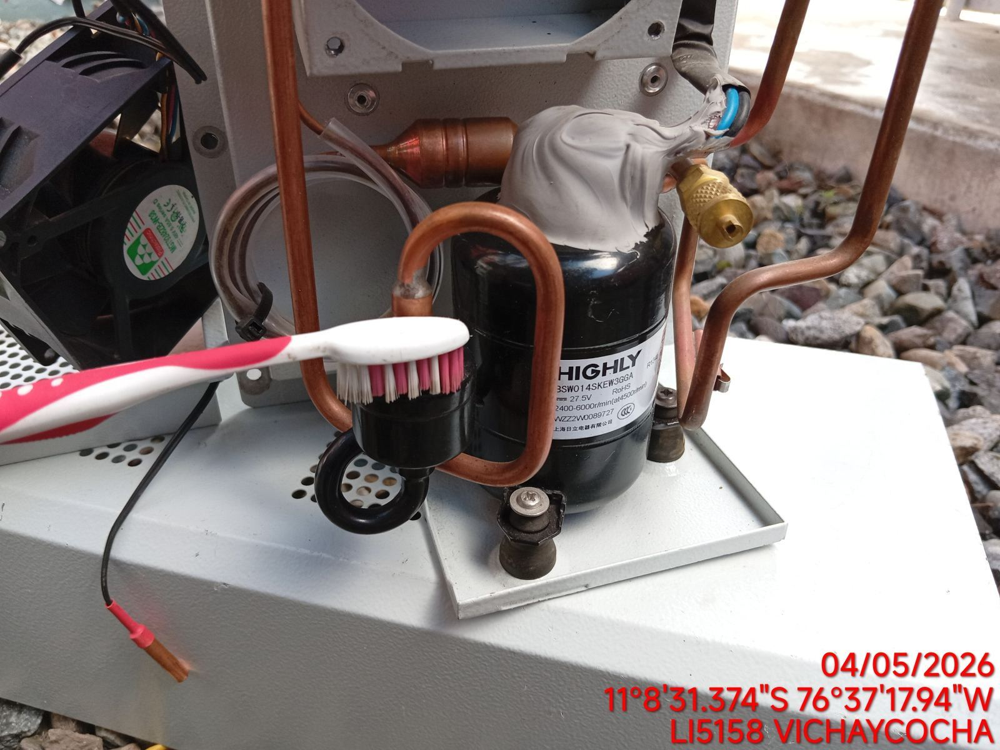 HIGHLY
BSW014SKEW3GGA
27.5V RoHS
2400-6000r/min(at4500r/min)
WZZ2W0089727
上海日立电器有限公司
04/05/2026
11°8'31.374"S 76°37'17.94"W
LI5158 VICHAYCOCHA